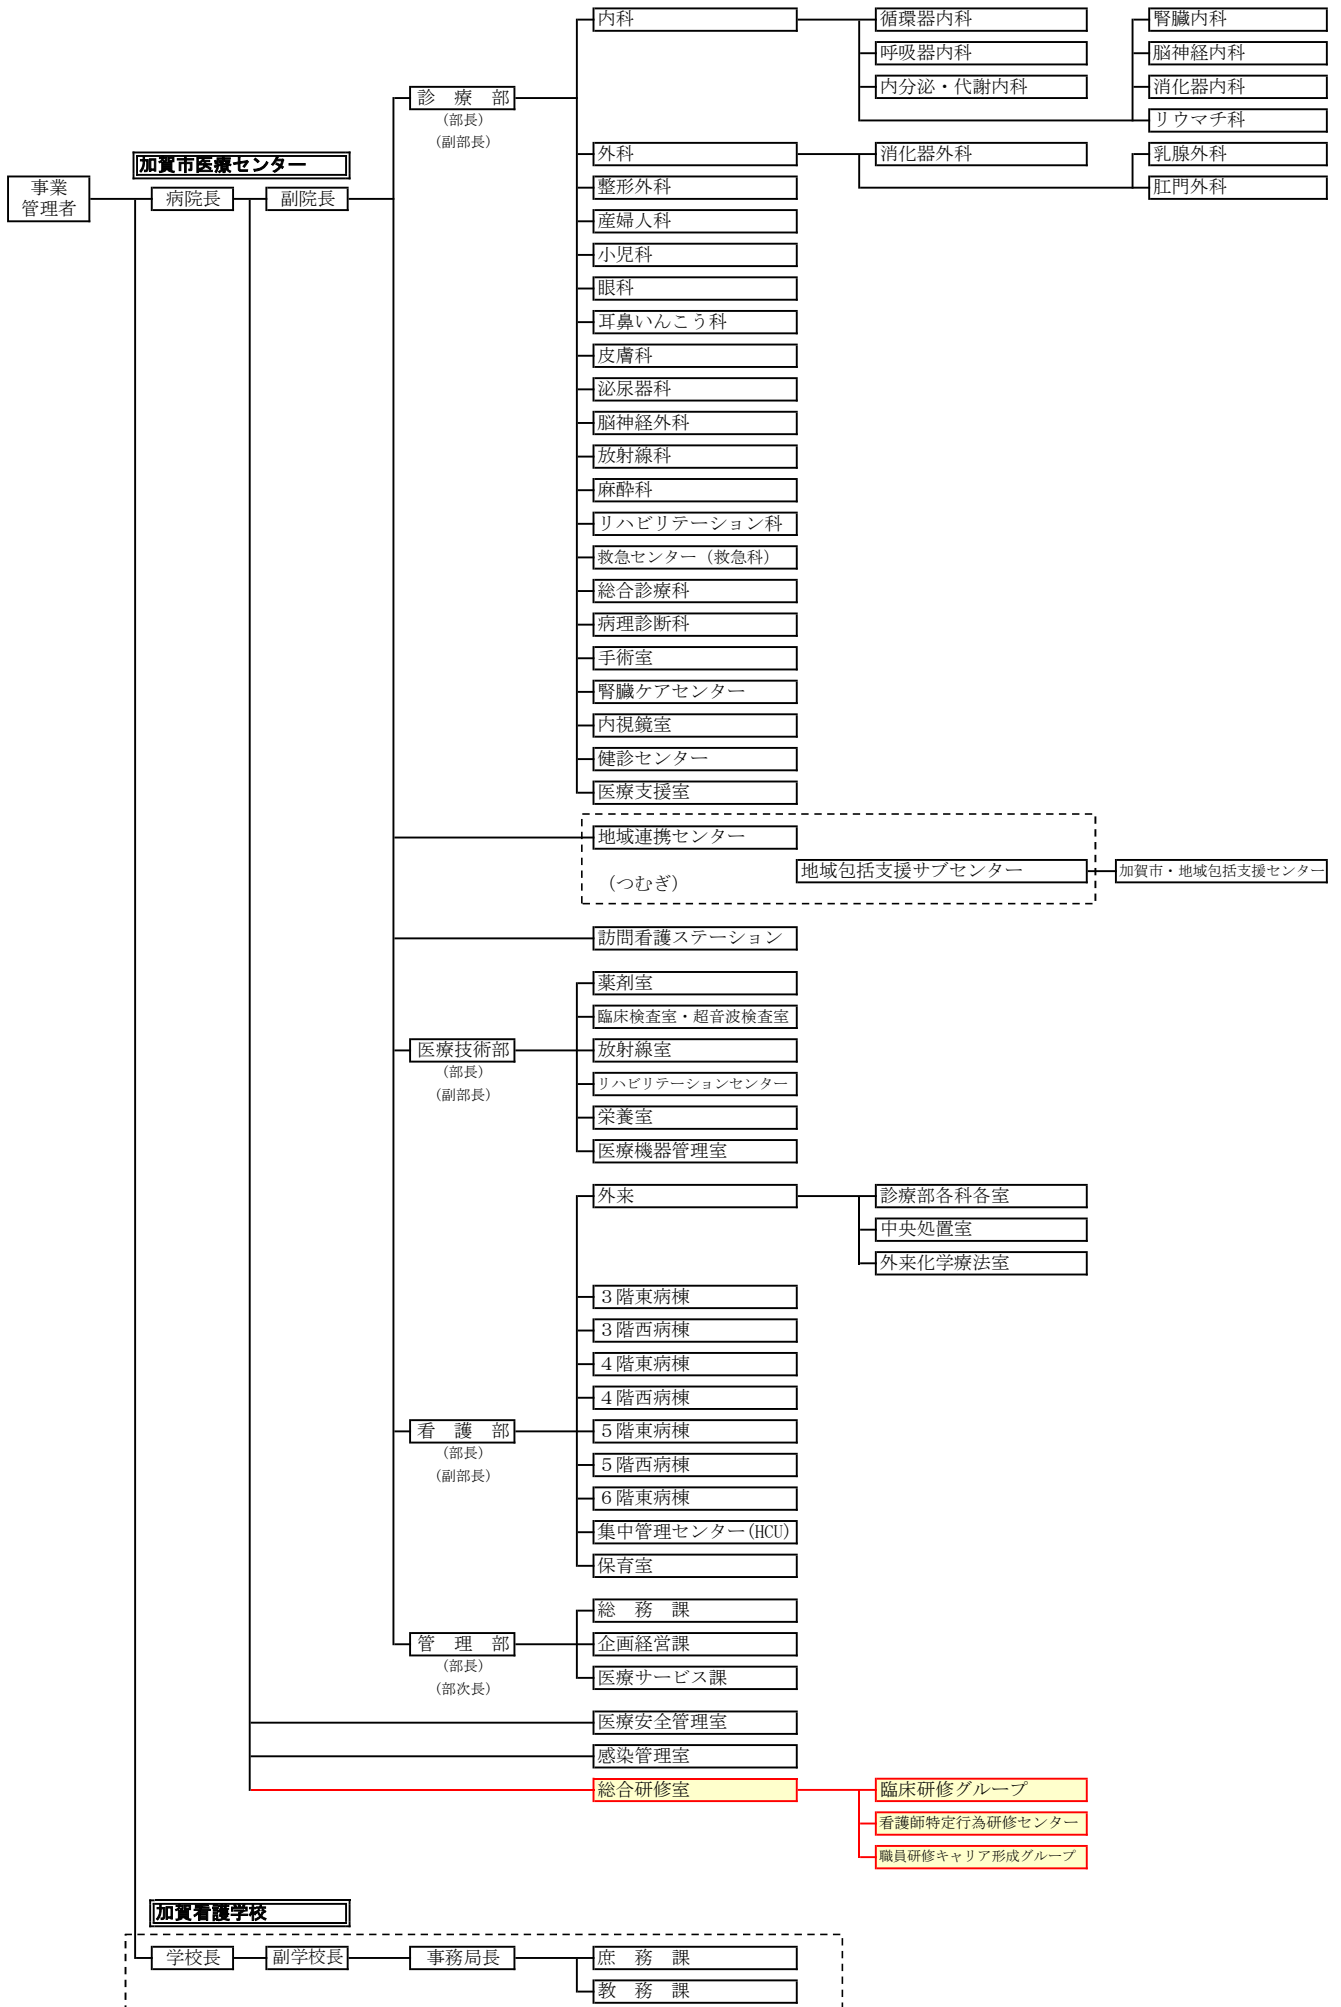 内科
循環器内科
腎臓内科
呼吸器内科
脳神経内科
内分泌・代謝内科
消化器内科
診　療　部
(部長)
(副部長)
リウマチ科
加賀市医療センター
外科
消化器外科
乳腺外科
事業
管理者
病院長
副院長
整形外科
肛門外科
産婦人科
小児科
眼科
耳鼻いんこう科
皮膚科
泌尿器科
脳神経外科
放射線科
麻酔科
リハビリテーション科
救急センター（救急科）
総合診療科
病理診断科
手術室
腎臓ケアセンター
内視鏡室
健診センター
医療支援室
地域連携センター
（つむぎ）
地域包括支援サブセンター
加賀市・地域包括支援センター
訪問看護ステーション
薬剤室
臨床検査室・超音波検査室
医療技術部
(部長)
(副部長)
放射線室
リハビリテーションセンター
栄養室
医療機器管理室
外来
診療部各科各室
中央処置室
外来化学療法室
３階東病棟
３階西病棟
４階東病棟
４階西病棟
看　護　部
(部長)
(副部長)
５階東病棟
５階西病棟
６階東病棟
集中管理センター(HCU)
保育室
総　務　課
管　理　部
(部長)
(部次長)
企画経営課
医療サービス課
医療安全管理室
感染管理室
総合研修室
臨床研修グループ
看護師特定行為研修センター
職員研修キャリア形成グループ
加賀看護学校
学校長
副学校長
事務局長
庶　務　課
教　務　課